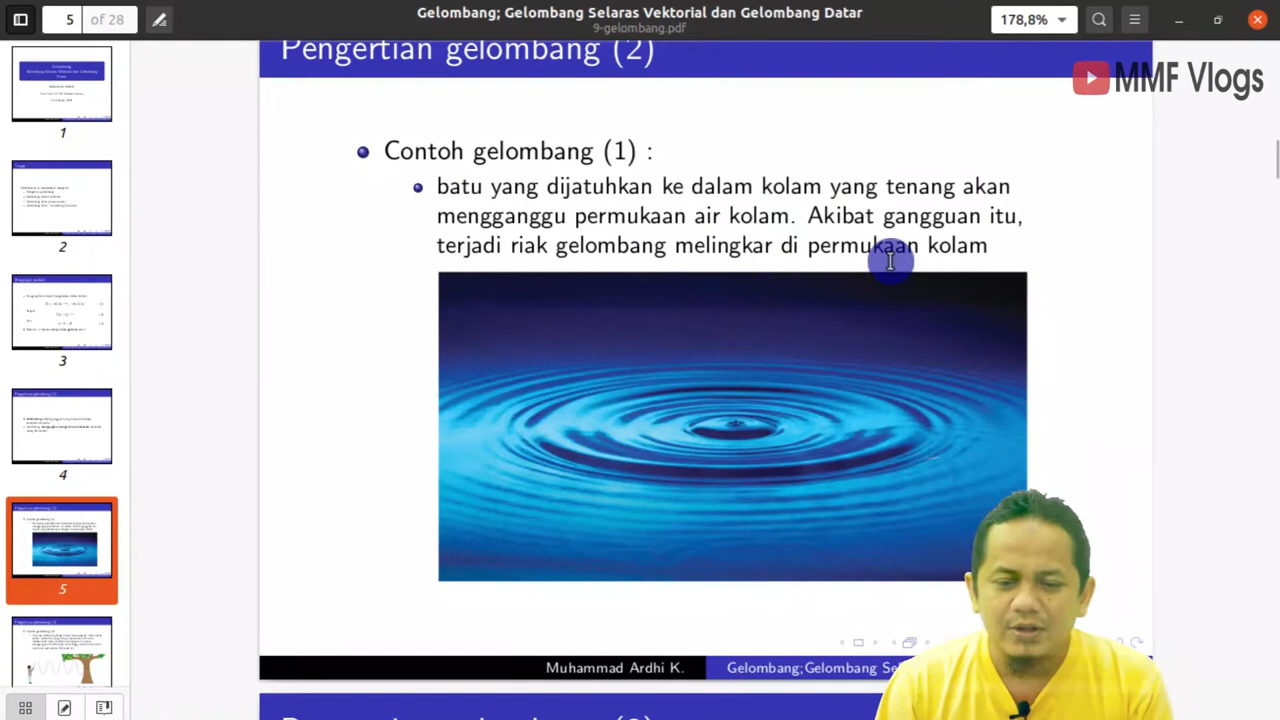 5 of 28
Gelombang; Gelombang Selaras Vektorial dan Gelombang Datar
9-gelombang.pdf
178,8%
MMF Vlogs
Pengertian gelombang (2)
Contoh gelombang (1) :
batu yang dijatuhkan ke dalam kolam yang tenang akan
mengganggu permukaan air kolam. Akibat gangguan itu,
terjadi riak gelombang melingkar di permukaan kolam
Muhammad Ardhi K.
Gelombang;Gelombang Se
1
2
3
4
5